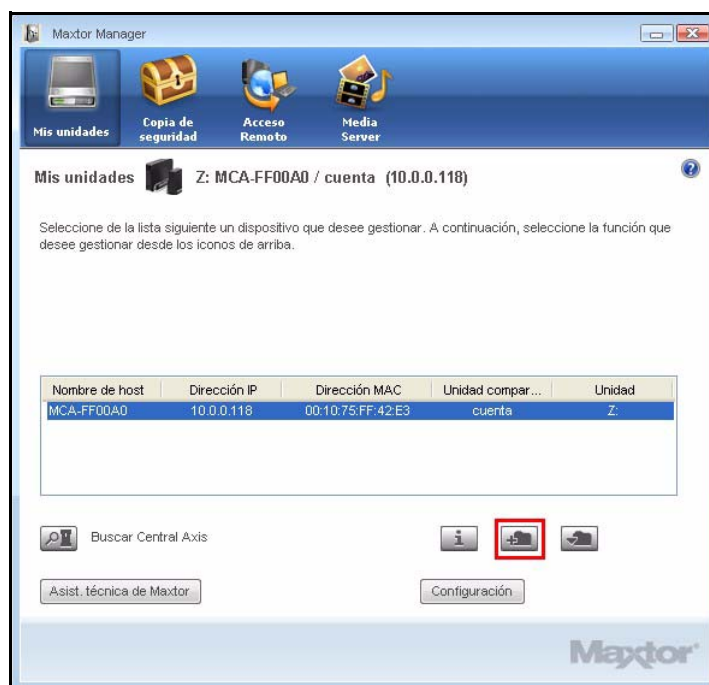 Maxtor Manager
Mis unidades
Copia de
seguridad
Acceso
Remoto
Media
Server
Mis unidades Z: MCA-FF00A0 / cuenta (10.0.0.118)
Seleccione de la lista siguiente un dispositivo que desee gestionar. A continuación, seleccione la función que
desee gestionar desde los iconos de arriba.
Nombre de host Dirección IP Dirección MAC Unidad compar... Unidad
MCA-FF00A0 10.0.0.118 00:10:75:FF:42:E3 cuenta Z:
Buscar Central Axis
Asist. técnica de Maxtor Configuración
Maxtor